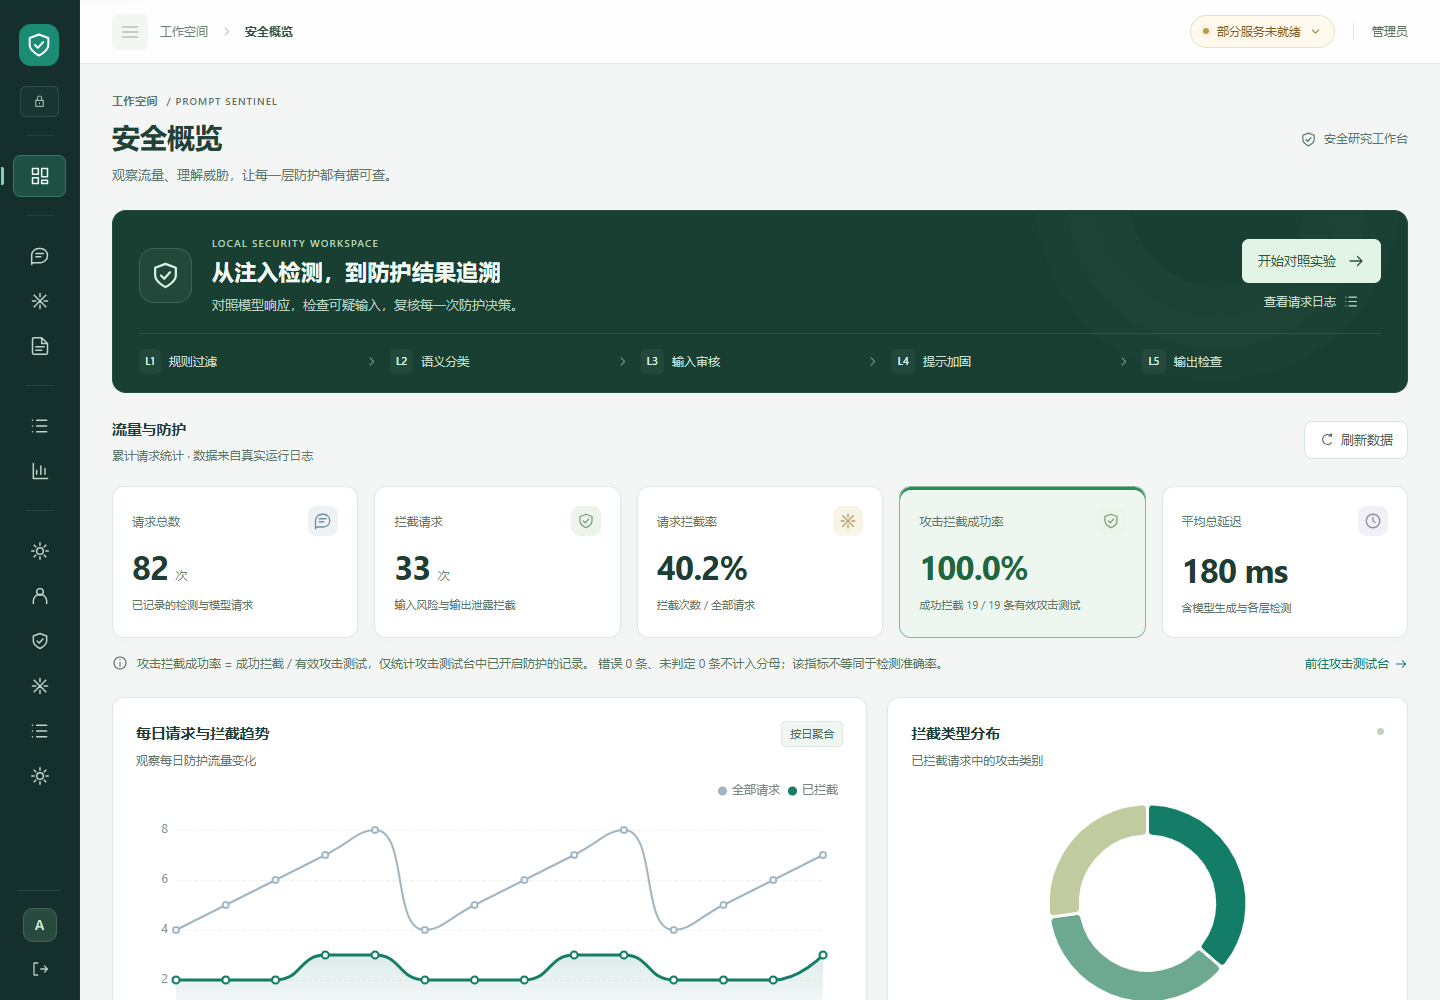 工作空间 > 安全概览
部分服务未就绪
管理员
工作空间 / PROMPT SENTINEL
安全概览
安全研究工作台
观察流量、理解威胁，让每一层防护都有据可查。
LOCAL SECURITY WORKSPACE
从注入检测，到防护结果追溯
对照模型响应，检查可疑输入，复核每一次防护决策。
开始对照实验
查看请求日志
L1 规则过滤
L2 语义分类
L3 输入审核
L4 提示加固
L5 输出检查
流量与防护
累计请求统计 · 数据来自真实运行日志
刷新数据
请求总数
82 次
已记录的检测与模型请求
拦截请求
33 次
输入风险与输出泄露拦截
请求拦截率
40.2%
拦截次数 / 全部请求
攻击拦截成功率
100.0%
成功拦截 19 / 19 条有效攻击测试
平均总延迟
180 ms
含模型生成与各层检测
攻击拦截成功率 = 成功拦截 / 有效攻击测试，仅统计攻击测试台中已开启防护的记录。 错误 0 条、未判定 0 条不计入分母；该指标不等同于检测准确率。
前往攻击测试台
每日请求与拦截趋势
按日聚合
观察每日防护流量变化
全部请求 已拦截
8
6
4
2
拦截类型分布
已拦截请求中的攻击类别
A